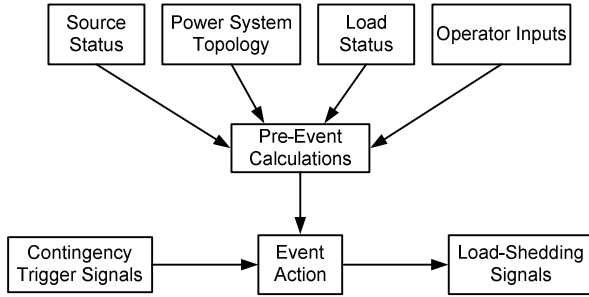 Source
Status
Power System
Topology
Load
Status
Operator Inputs
Pre-Event
Calculations
Contingency
Trigger Signals
Event
Action
Load-Shedding
Signals